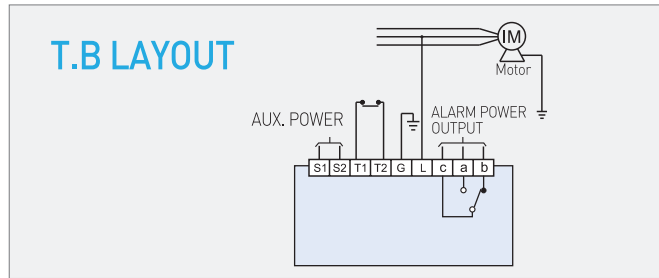 T.B LAYOUT
IM
Motor
AUX. POWER
ALARM POWER
OUTPUT
S1 S2 T1 T2 G L c a b